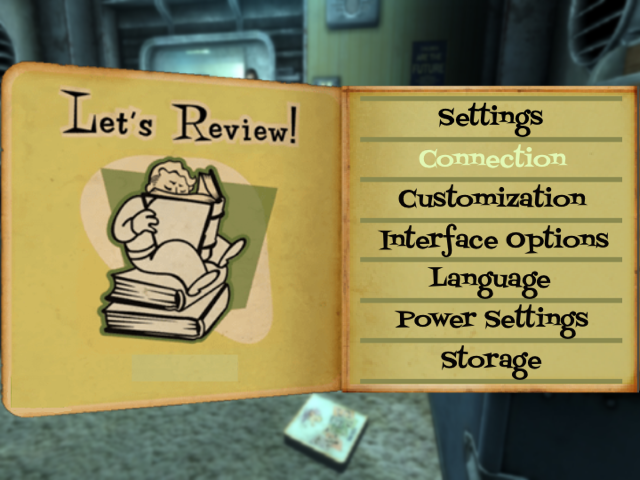 Let's Review!
Settings
Connection
Customization
Interface Options
Language
Power Settings
Storage